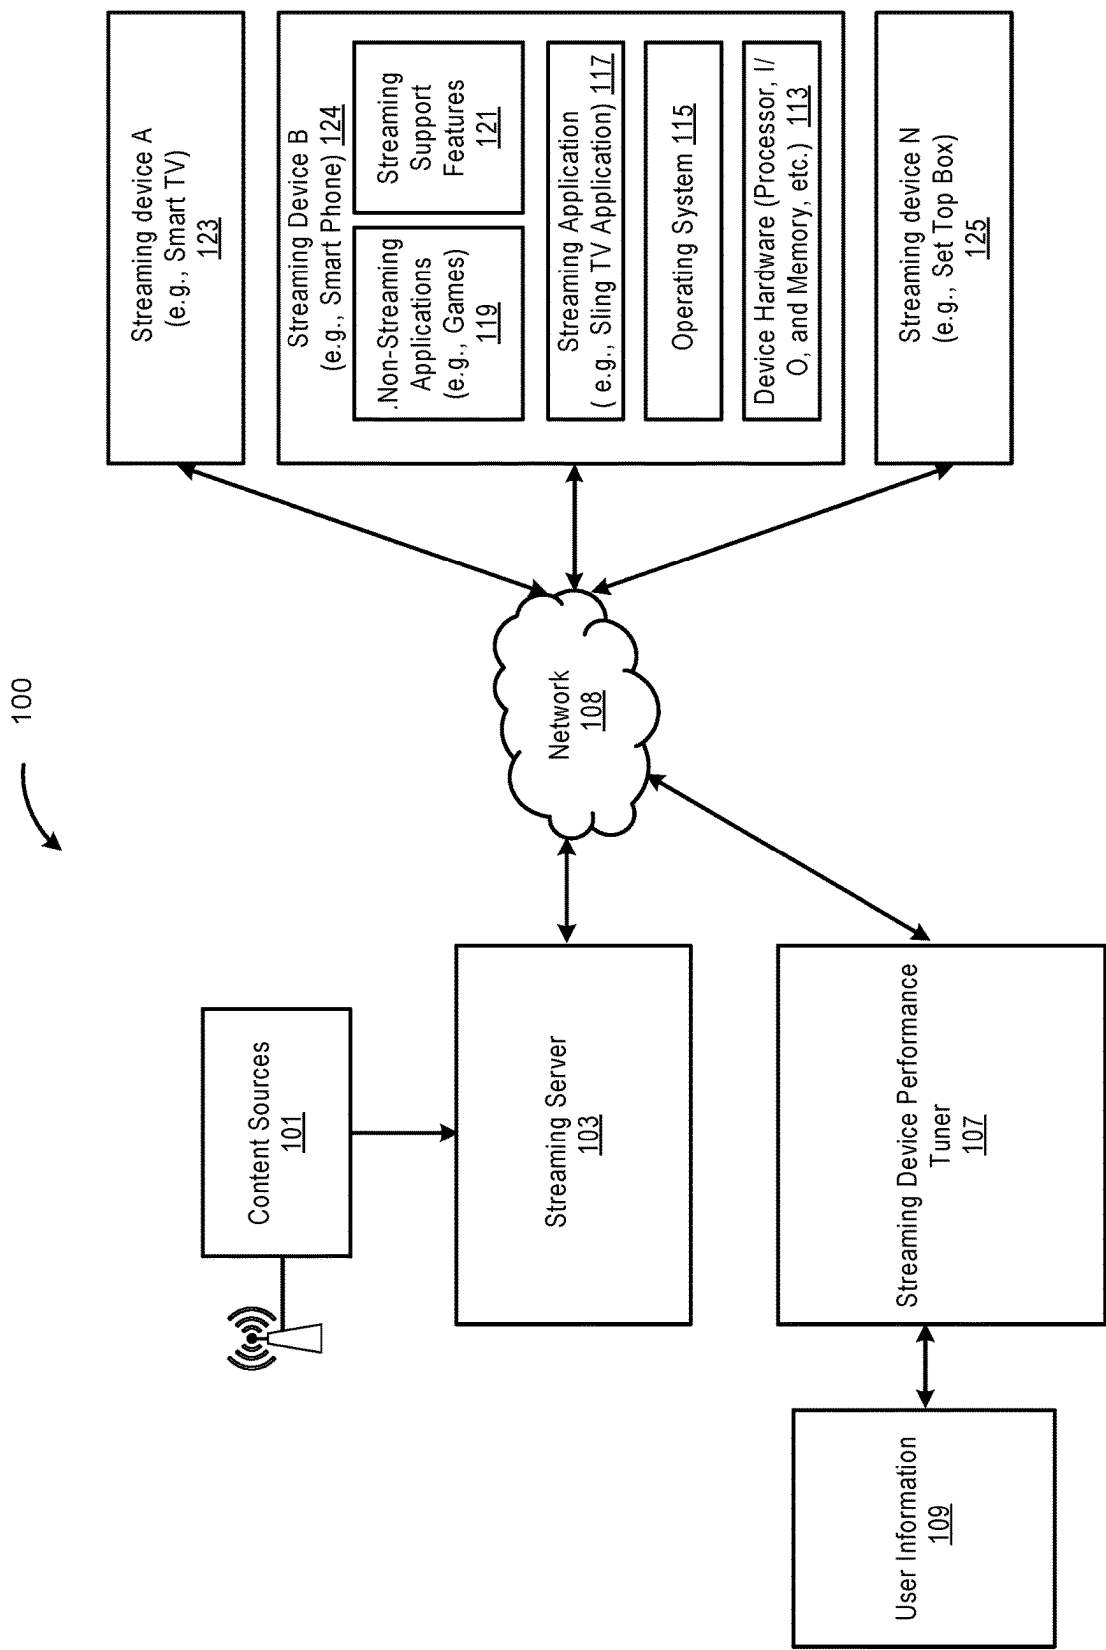 100
Content Sources
101
Streaming Server
103
User Information
109
Streaming Device Performance
Tuner
107
Network
108
Streaming device A
(e.g., Smart TV)
123
Streaming Device B
(e.g., Smart Phone) 124
.Non-Streaming
Applications
(e.g., Games)
119
Streaming
Support
Features
121
Streaming Application
( e.g., Sling TV Application) 117
Operating System 115
Device Hardware (Processor, I/
O, and Memory, etc.) 113
Streaming device N
(e.g., Set Top Box)
125